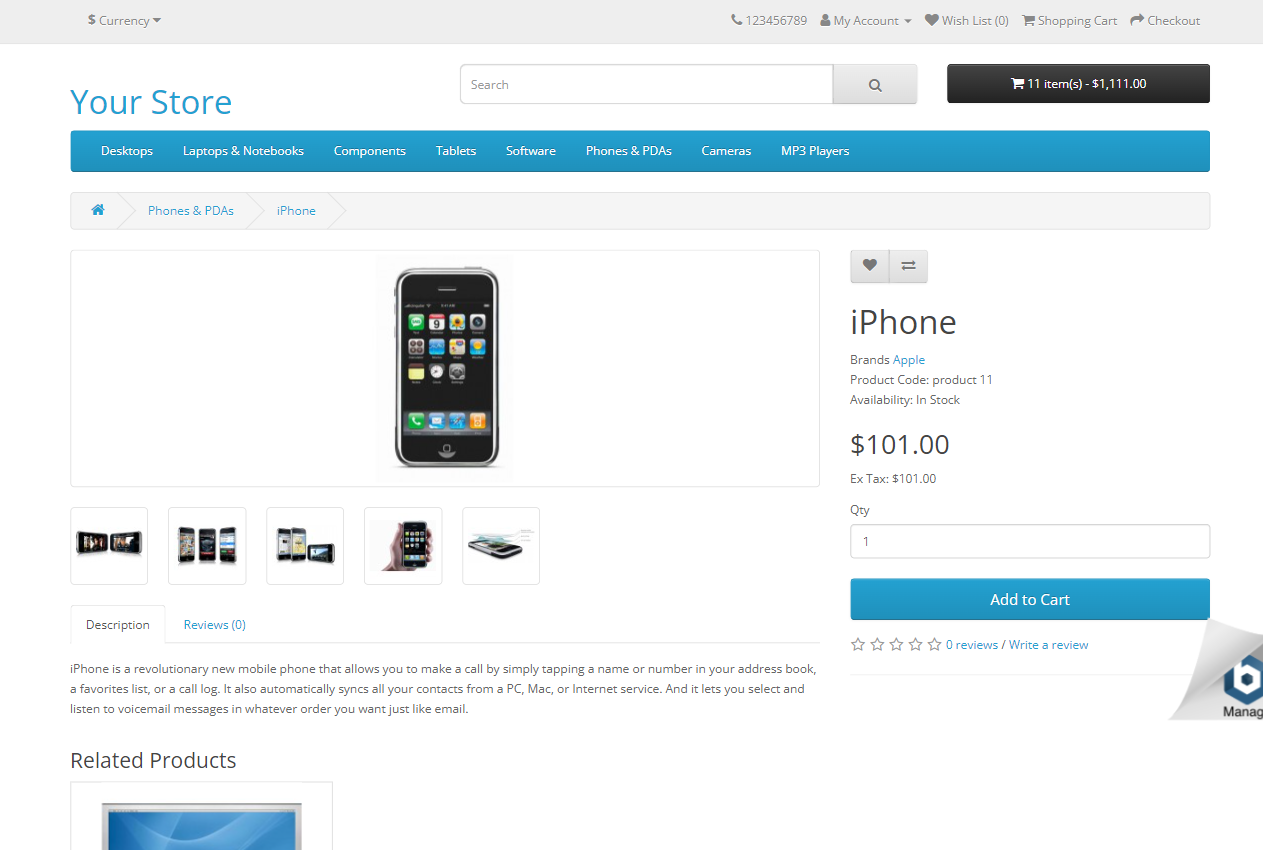 $ Currency
123456789 My Account Wish List (0) Shopping Cart Checkout
Your Store
Search
11 item(s) - $1,111.00
Desktops Laptops & Notebooks Components Tablets Software Phones & PDAs Cameras MP3 Players
Phones & PDAs iPhone
iPhone
Brands Apple
Product Code: product 11
Availability: In Stock
$101.00
Ex Tax: $101.00
Qty
1
Add to Cart
0 reviews / Write a review
Manag
Description Reviews (0)
iPhone is a revolutionary new mobile phone that allows you to make a call by simply tapping a name or number in your address book,
a favorites list, or a call log. It also automatically syncs all your contacts from a PC, Mac, or Internet service. And it lets you select and
listen to voicemail messages in whatever order you want just like email.
Related Products